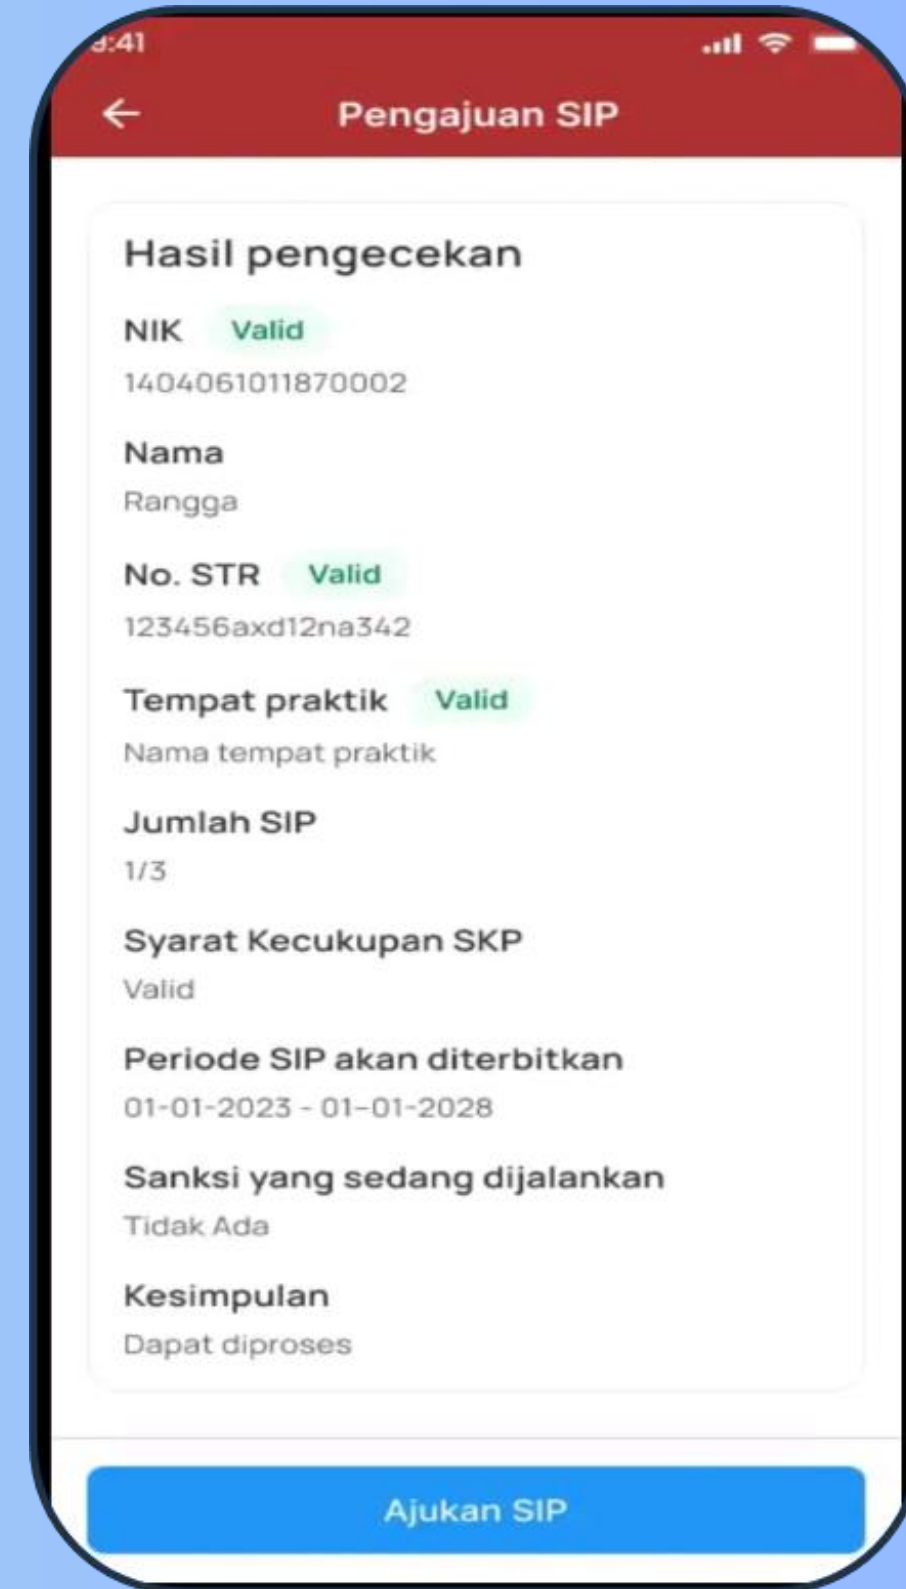 9:41
Pengajuan SIP
Hasil pengecekan
NIK Valid
1404061011870002
Nama
Rangga
No. STR Valid
123456axd12na342
Tempat praktik Valid
Nama tempat praktik
Jumlah SIP
1/3
Syarat Kecukupan SKP
Valid
Periode SIP akan diterbitkan
01-01-2023 - 01-01-2028
Sanksi yang sedang dijalankan
Tidak Ada
Kesimpulan
Dapat diproses
Ajukan SIP